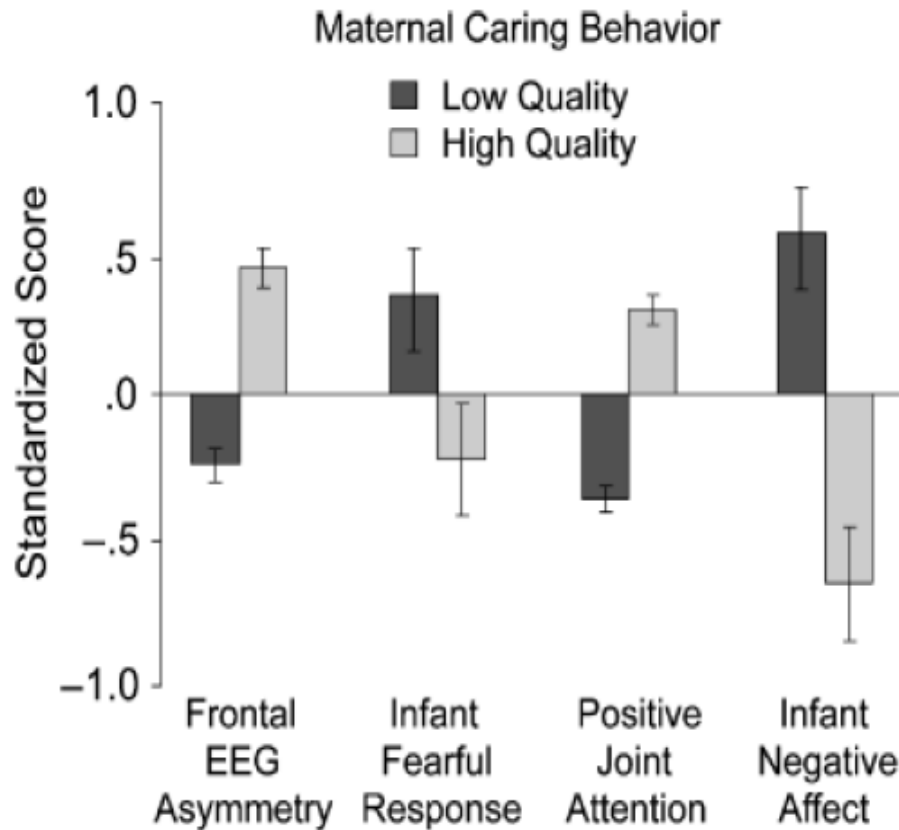 Maternal Caring Behavior
Low Quality
High Quality
Standardized Score
1.0
.5
.0
–.5
–1.0
Frontal
EEG
Asymmetry
Infant
Fearful
Response
Positive
Joint
Attention
Infant
Negative
Affect